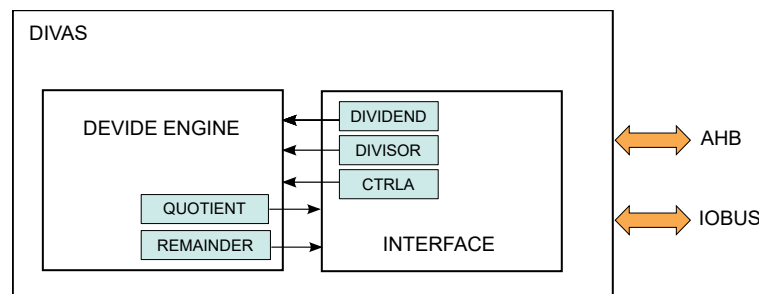 DIVAS
DEVIDE ENGINE
DIVIDEND
DIVISOR
CTRLA
QUOTIENT
REMAINDER
INTERFACE
AHB
IOBUS